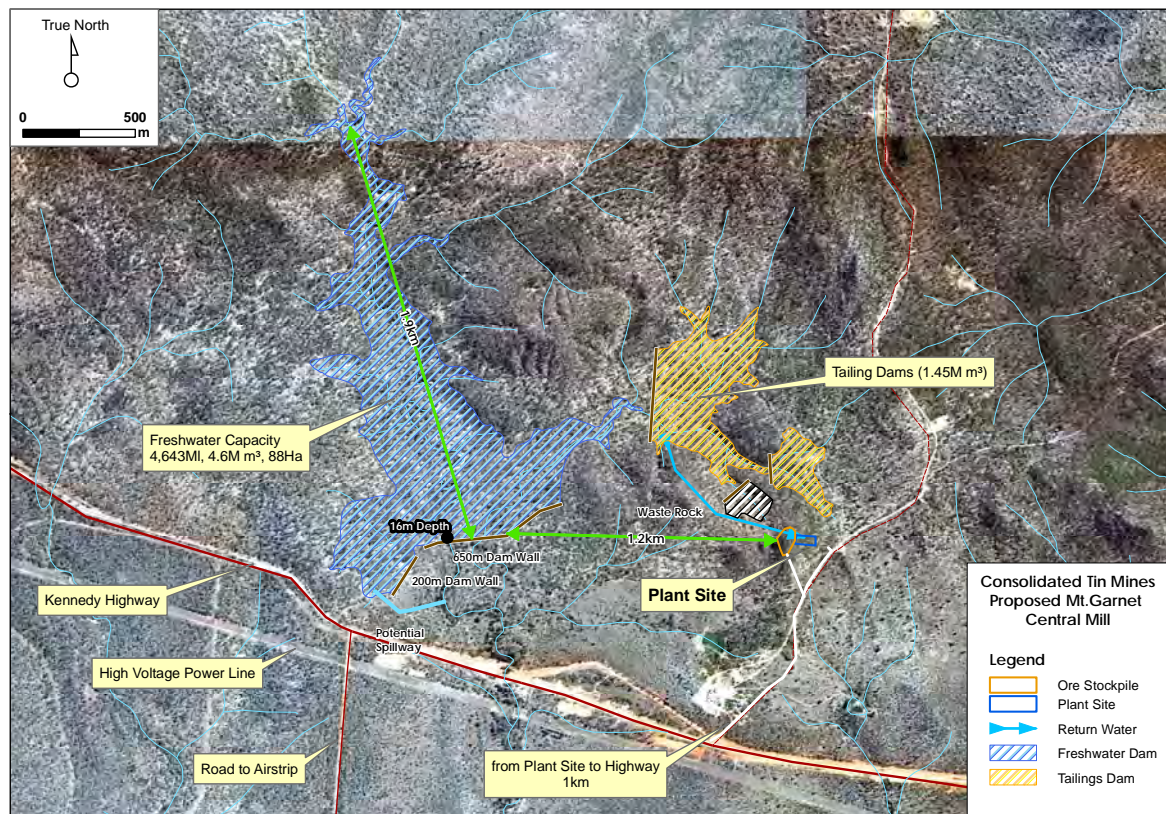 True North
0 500
m
1.9km
Tailing Dams (1.45M m³)
Freshwater Capacity
4,643Ml, 4.6M m³, 88Ha
Waste Rock
16m Depth
1.2km
650m Dam Wall
200m Dam Wall
Plant Site
Kennedy Highway
Potential
Spillway
High Voltage Power Line
Road to Airstrip
from Plant Site to Highway
1km
Consolidated Tin Mines
Proposed Mt.Garnet
Central Mill
Legend
Ore Stockpile
Plant Site
Return Water
Freshwater Dam
Tailings Dam